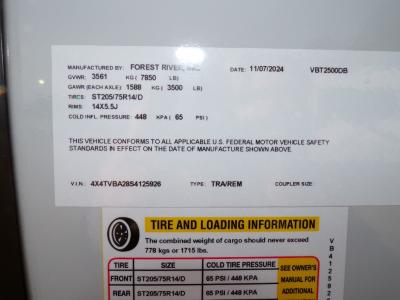 MANUFACTURED BY: FOREST RIVER, INC. DATE: 11/07/2024 VBT2500DB
GVWR: 3561 KG ( 7850 LB)
GAWR (EACH AXLE): 1588 KG ( 3500 LB)
TIRES: ST205/75R14/D
RIMS: 14X5.5J
COLD INFL. PRESSURE: 448 KPA ( 65 PSI)
THIS VEHICLE CONFORMS TO ALL APPLICABLE U.S. FEDERAL MOTOR VEHICLE SAFETY
STANDARDS IN EFFECT ON THE DATE OF MANUFACTURE SHOWN ABOVE.
V.I.N.: 4X4TVBA28S4125926 TYPE: TRA/REM COUPLER SIZE:
TIRE AND LOADING INFORMATION
The combined weight of cargo should never exceed
778 kgs or 1715 lbs.
TIRE SIZE COLD TIRE PRESSURE SEE OWNER'S
FRONT ST205/75R14/D 65 PSI / 448 KPA MANUAL FOR
REAR ST205/75R14/D 65 PSI / 448 KPA ADDITIONAL